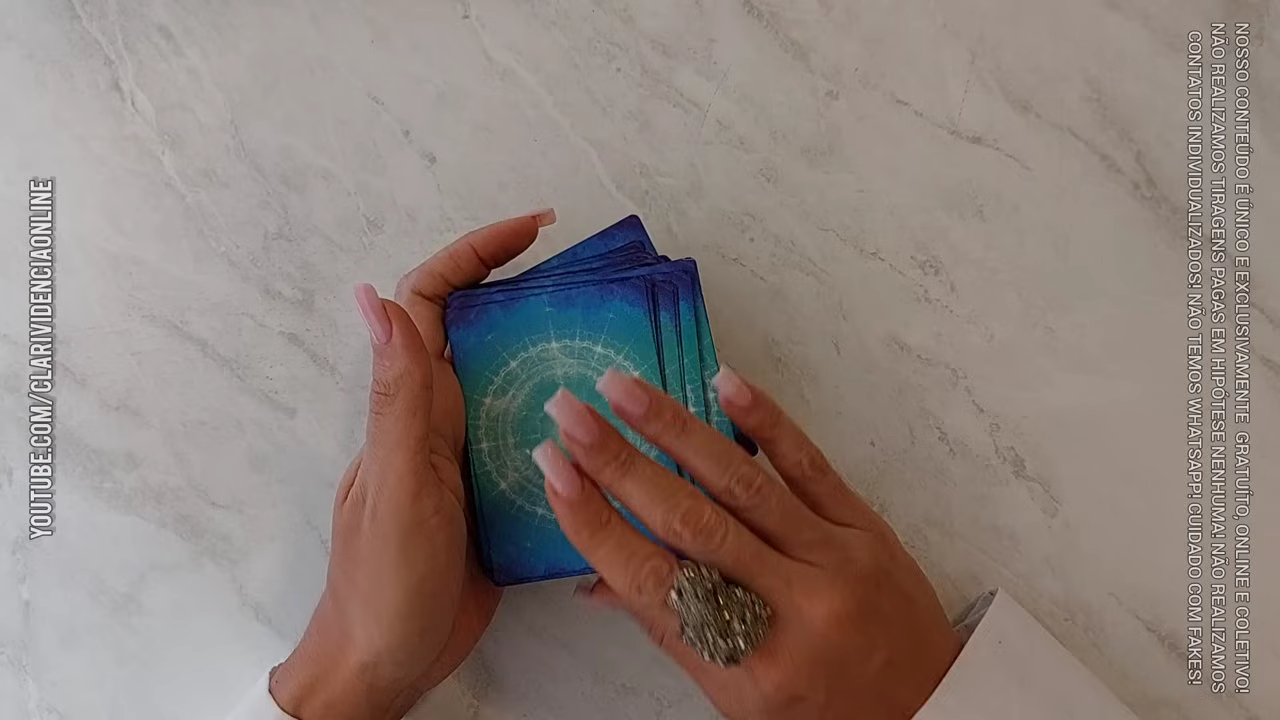 YOUTUBE.COM/CLARIVIDENCIAONLINE
NOSSO CONTEÚDO É ÚNICO E EXCLUSIVAMENTE GRATUÍTO, ONLINE E COLETIVO!
NÃO REALIZAMOS TIRAGENS PAGAS EM HIPÓTESE NENHUMA! NÃO REALIZAMOS
CONTATOS INDIVIDUALIZADOS! NÃO TEMOS WHATSAPP! CUIDADO COM FAKES!